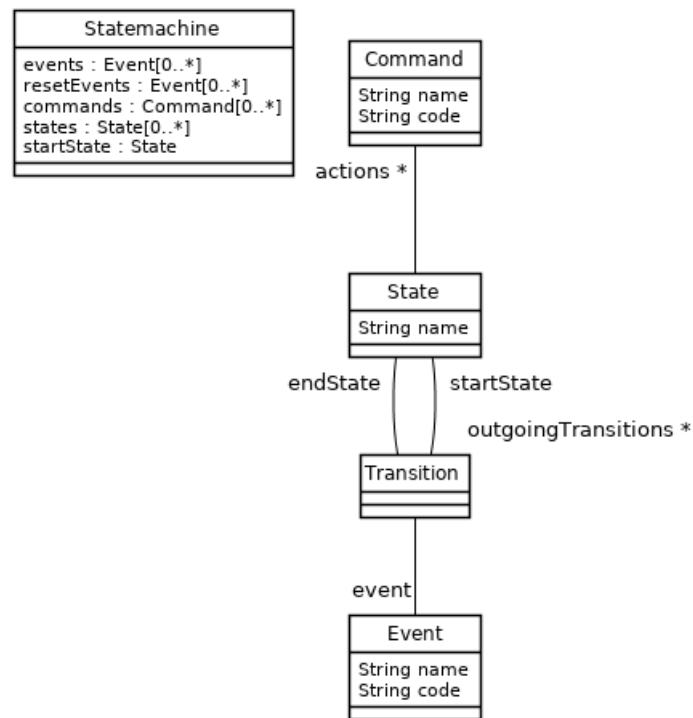 Statemachine
events : Event[0..*]
resetEvents : Event[0..*]
commands : Command[0..*]
states : State[0..*]
startState : State
Command
String name
String code
actions *
State
String name
endState
startState
outgoingTransitions *
Transition
event
Event
String name
String code